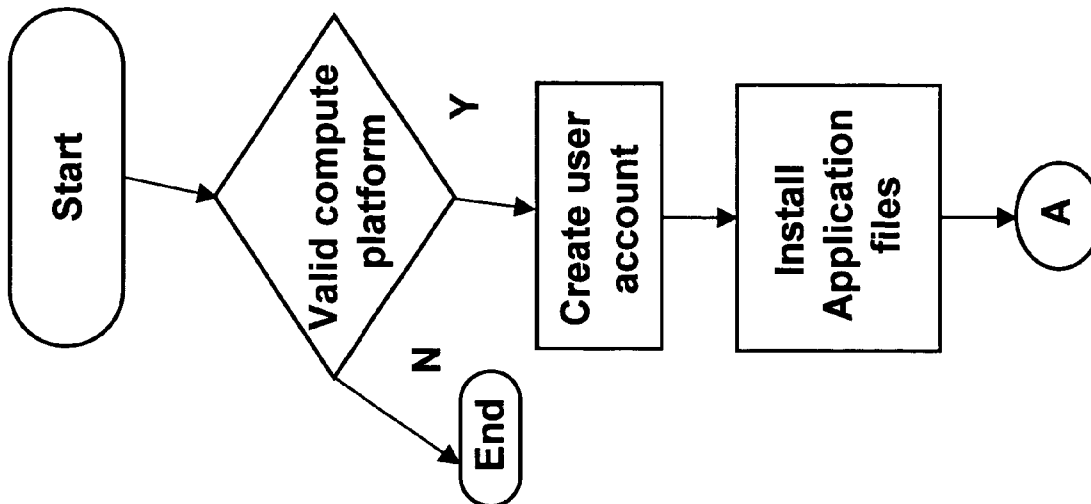 Start
Valid compute
platform
Y
N
End
Create user
account
Install
Application
files
A